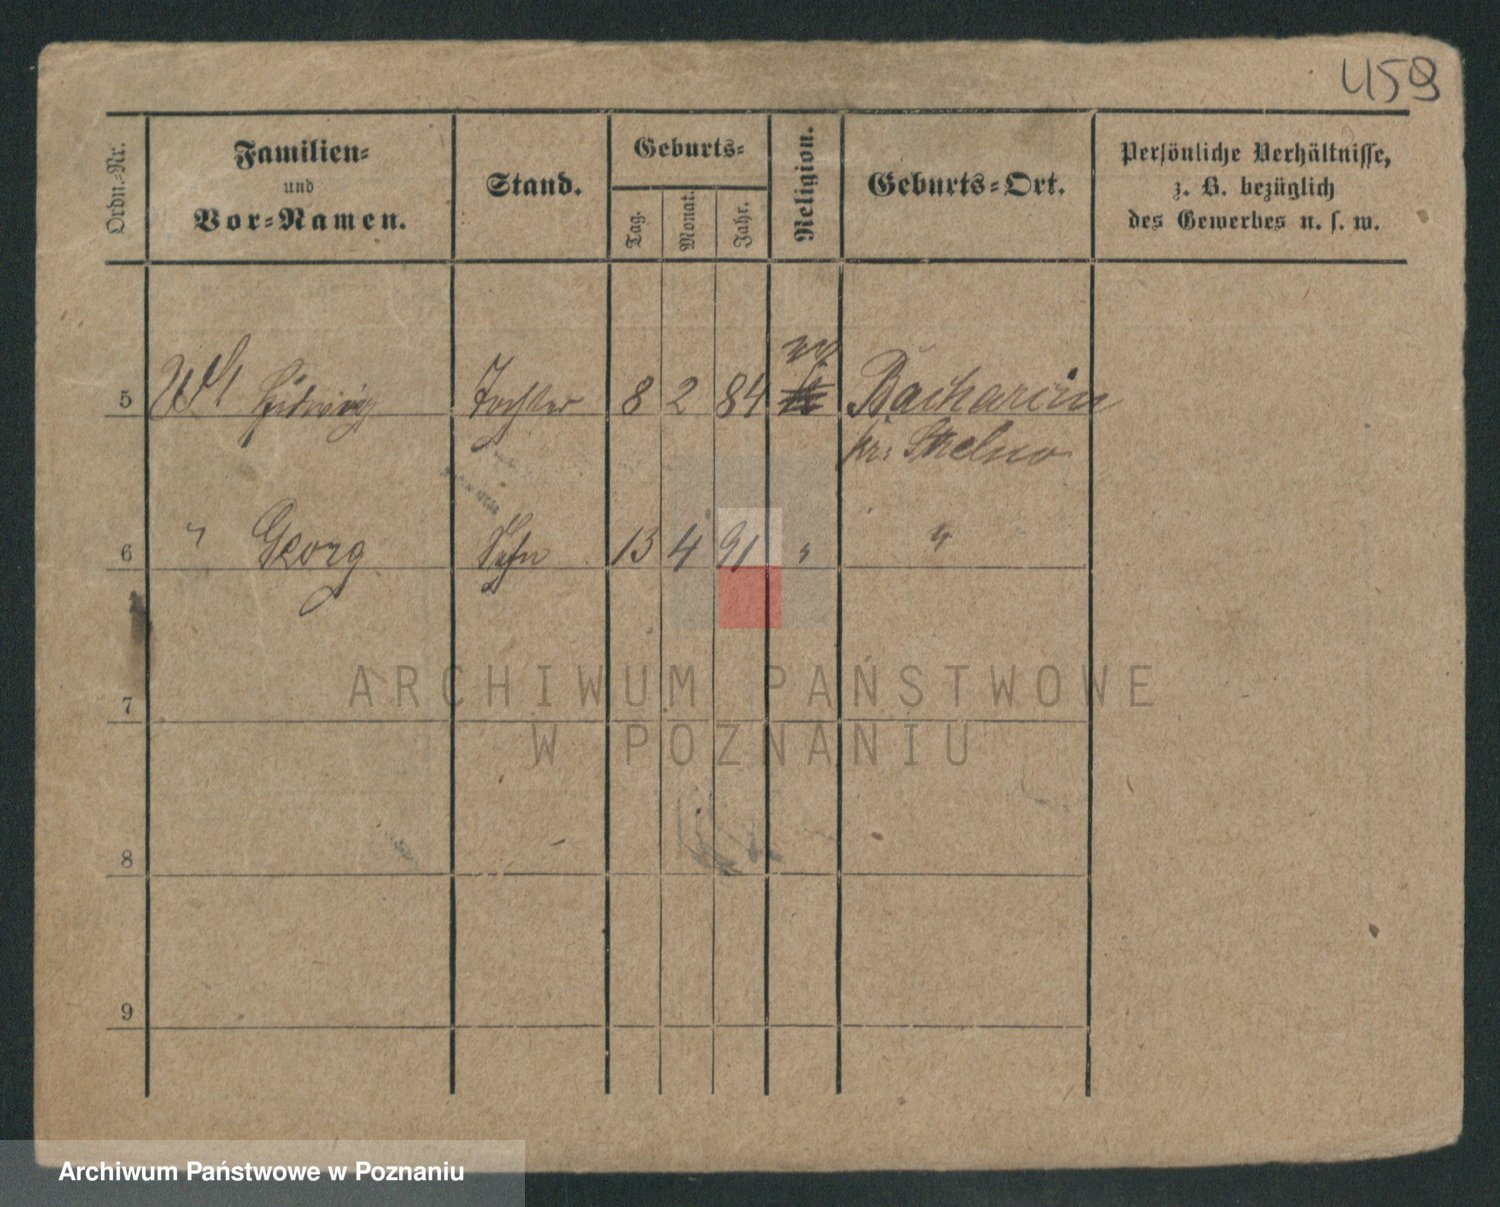 459
Ordn.-Nr.
Familien-
und
Vor-Namen.
Stand.
Geburts-
Tag.
Monat.
Jahr.
Religion.
Geburts-Ort.
Persönliche Verhältnisse,
z. B. bezüglich
des Gewerbes u. s. w.
5 Hedwig Tochter 8 2 84
kr: Strelno
6 " Georg Sohn 13 4 91 " "
7
8
9
ARCHIWUM PAŃSTWOWE
W POZNANIU
Archiwum Państwowe w Poznaniu